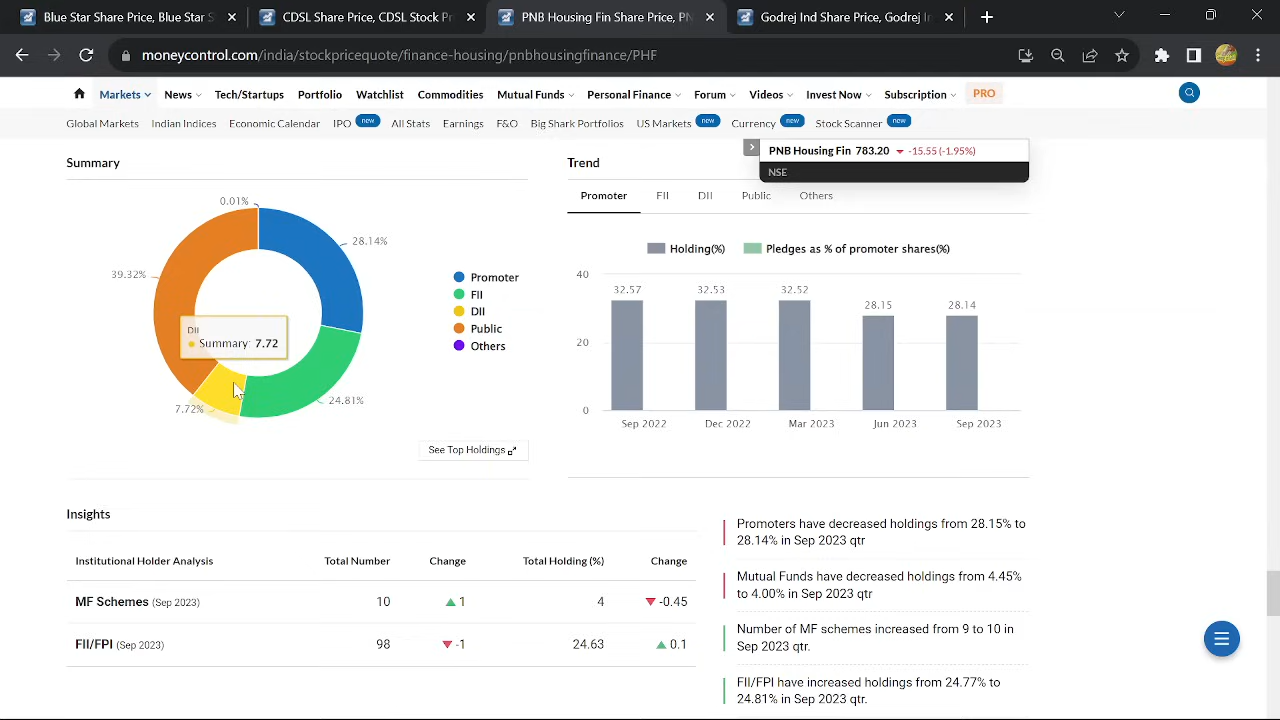 Blue Star Share Price, Blue Star S
CDSL Share Price, CDSL Stock Pr
PNB Housing Fin Share Price, PN
Godrej Ind Share Price, Godrej In
moneycontrol.com/india/stockpricequote/finance-housing/pnbhousingfinance/PHF
Markets News Tech/Startups Portfolio Watchlist Commodities Mutual Funds Personal Finance Forum Videos Invest Now Subscription PRO
Global Markets Indian Indices Economic Calendar IPO new All Stats Earnings F&O Big Shark Portfolios US Markets new Currency new Stock Scanner new
PNB Housing Fin 783.20 -15.55 (-1.95%)
NSE
Summary
0.01%
28.14%
39.32%
24.81%
7.72%
DII
Summary: 7.72
Promoter
FII
DII
Public
Others
See Top Holdings
Trend
Promoter FII DII Public Others
Holding(%) Pledges as % of promoter shares(%)
40
20
0
32.57 32.53 32.52 28.15 28.14
Sep 2022 Dec 2022 Mar 2023 Jun 2023 Sep 2023
Insights
Institutional Holder Analysis Total Number Change Total Holding (%) Change
MF Schemes (Sep 2023) 10 1 4 -0.45
FII/FPI (Sep 2023) 98 -1 24.63 0.1
Promoters have decreased holdings from 28.15% to
28.14% in Sep 2023 qtr
Mutual Funds have decreased holdings from 4.45%
to 4.00% in Sep 2023 qtr
Number of MF schemes increased from 9 to 10 in
Sep 2023 qtr.
FII/FPI have increased holdings from 24.77% to
24.81% in Sep 2023 qtr.